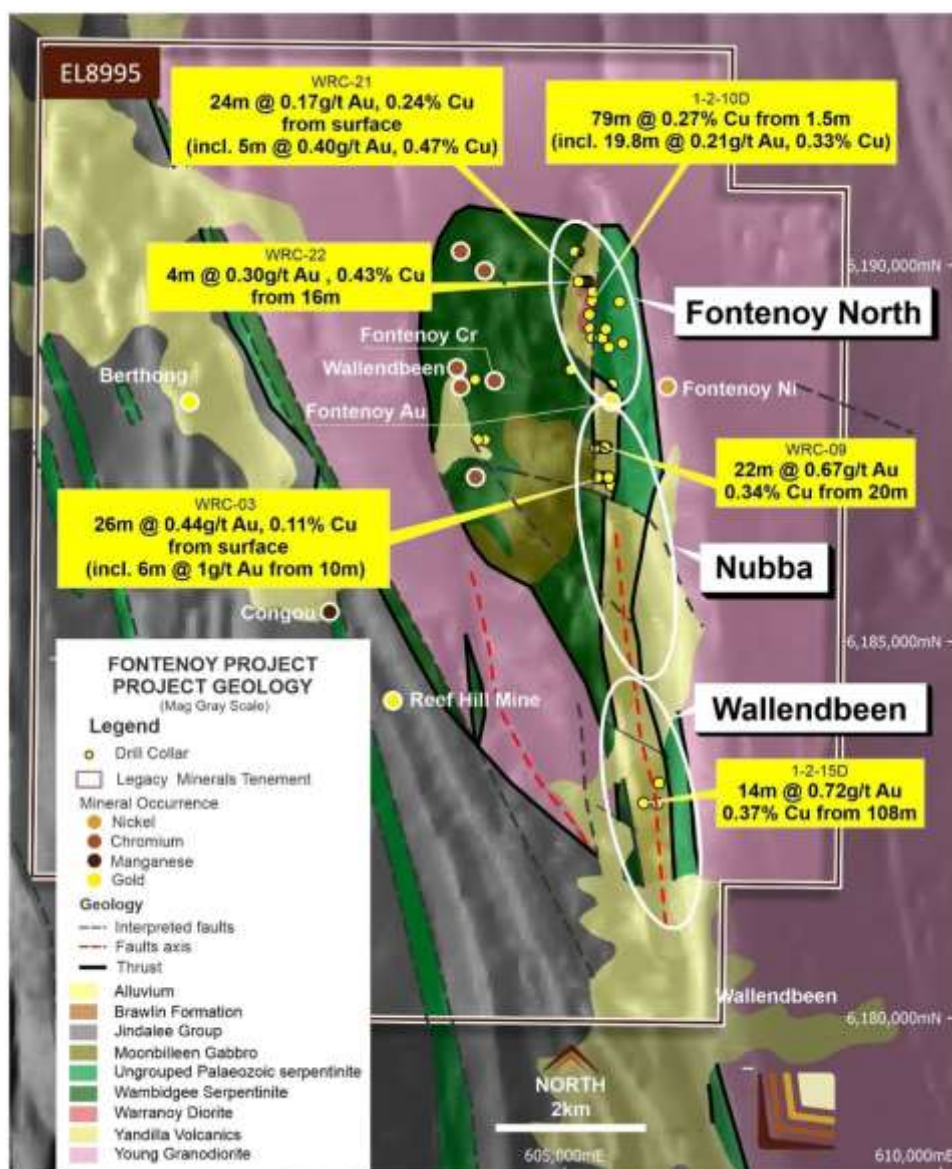 EL8995
WRC-21
24m @ 0.17g/t Au, 0.24% Cu
from surface
(incl. 5m @ 0.40g/t Au, 0.47% Cu)
1-2-10D
79m @ 0.27% Cu from 1.5m
(incl. 19.8m @ 0.21g/t Au, 0.33% Cu)
WRC-22
4m @ 0.30g/t Au , 0.43% Cu
from 16m
6,190,000mN
Fontenoy North
Fontenoy Cr
Wallendbeen
Berthong
Fontenoy Au
Fontenoy Ni
WRC-09
22m @ 0.67g/t Au
0.34% Cu from 20m
WRC-03
26m @ 0.44g/t Au, 0.11% Cu
from surface
(incl. 6m @ 1g/t Au from 10m)
Nubba
Congou
6,185,000mN
Reef Hill Mine
Wallendbeen
1-2-15D
14m @ 0.72g/t Au
0.37% Cu from 108m
FONTENOY PROJECT
PROJECT GEOLOGY
(Mag Gray Scale)
Legend
Drill Collar
Legacy Minerals Tenement
Mineral Occurrence
Nickel
Chromium
Manganese
Gold
Geology
Interpreted faults
Faults axis
Thrust
Alluvium
Brawlin Formation
Jindalee Group
Moonbilleen Gabbro
Ungrouped Palaeozoic serpentinite
Wambidgee Serpentinite
Warranoy Diorite
Yandilla Volcanics
Young Granodiorite
Wallendbeen
6,180,000mN
NORTH
2km
605,000mE
610,000mE